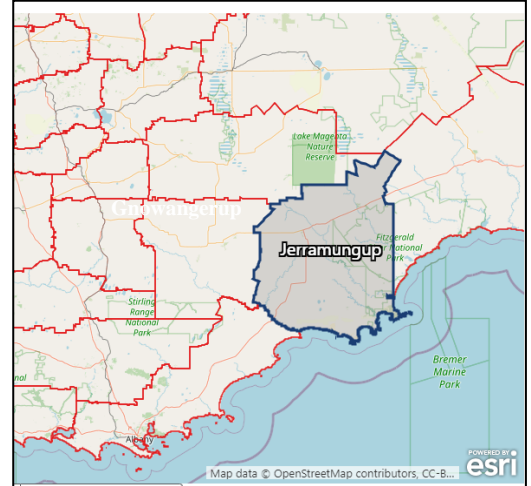 Lake Magenta
Nature
Reserve
Gnowangerup
Jerramungup
Fitzgerald
National
Park
Stirling
Range
National
Park
Bremer
Marine
Park
nal
Albany
Map data © OpenStreetMap contributors, CC-B...
POWERED BY
esri